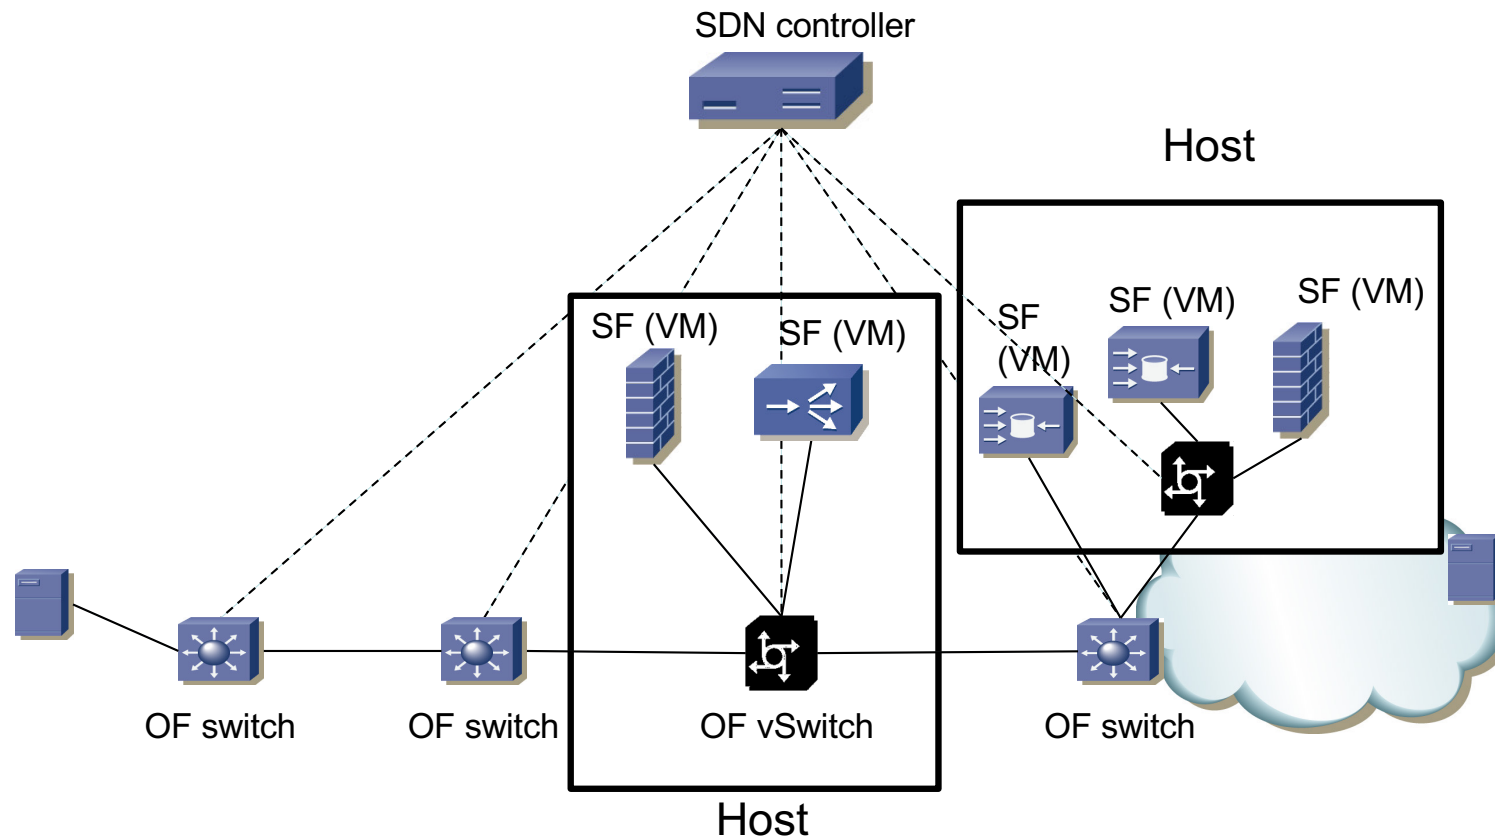 SDN controller
Host
SF (VM)
SF (VM)
SF
(VM)
SF (VM)
SF (VM)
OF switch
OF switch
OF vSwitch
OF switch
Host